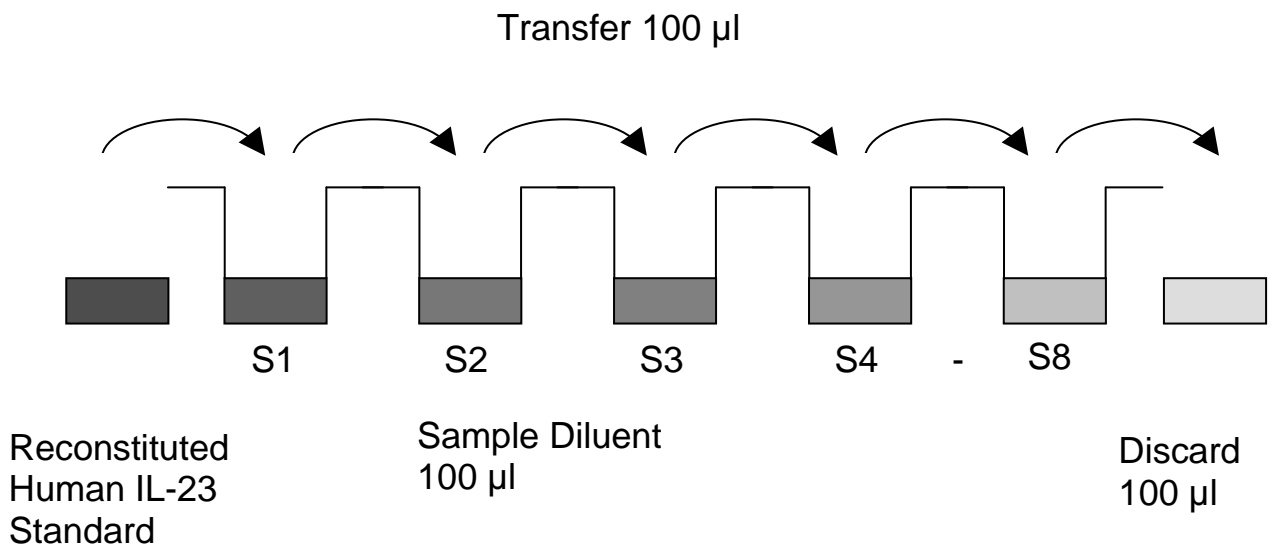 Transfer 100 µl
S1 S2 S3 S4 - S8
Reconstituted
Human IL-23
Standard
Sample Diluent
100 µl
Discard
100 µl